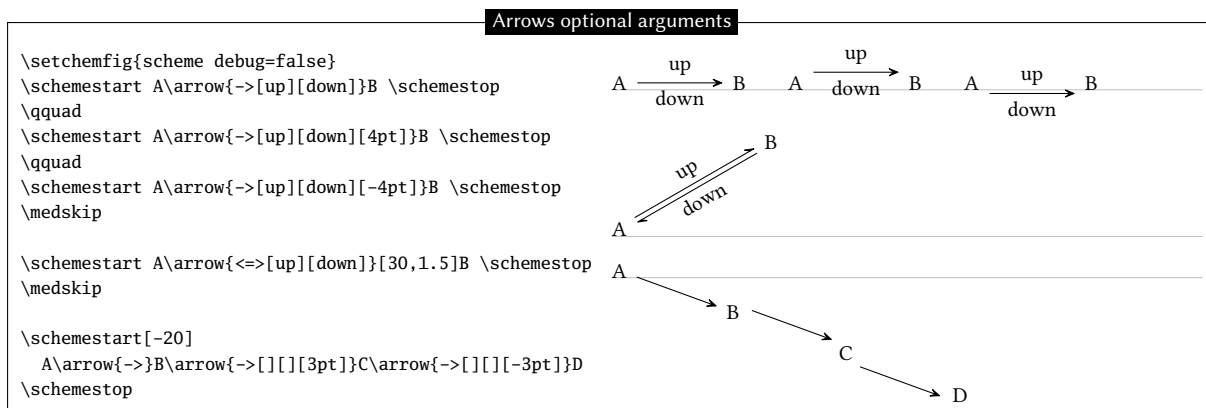 Arrows optional arguments
\setchemfig{scheme debug=false}
\schemestart A\arrow{->[up][down]}B \schemestop
\qquad
\schemestart A\arrow{->[up][down][4pt]}B \schemestop
\qquad
\schemestart A\arrow{->[up][down][-4pt]}B \schemestop
\medskip
\schemestart A\arrow{<=>[up][down]}[30,1.5]B \schemestop
\medskip
\schemestart[-20]
A\arrow{->}B\arrow{->[][][3pt]}C\arrow{->[][][-3pt]}D
\schemestop
up up up
A B A B A B
down down down
B
up
down
A
A
B
C
D